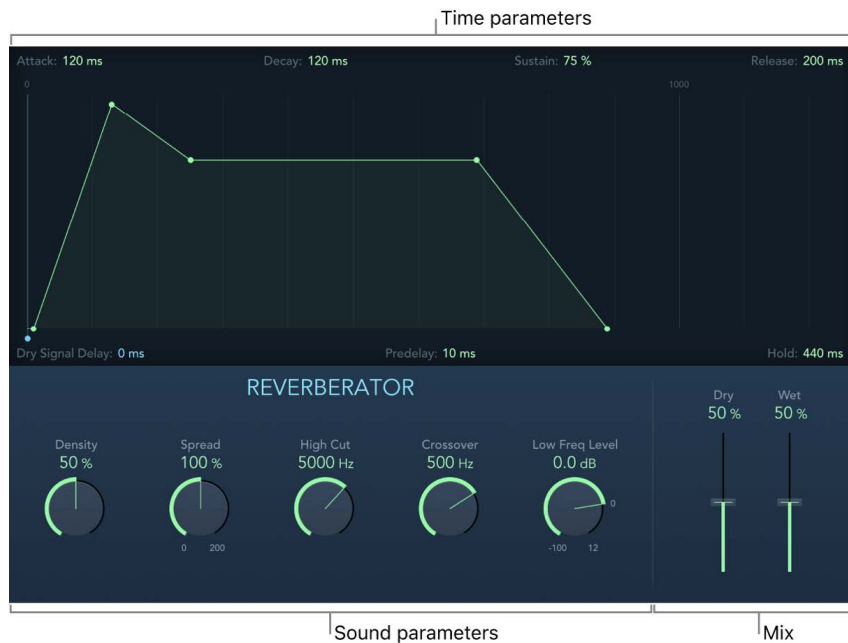 Time parameters
Attack: 120 ms Decay: 120 ms Sustain: 75 % Release: 200 ms
0 1000
Dry Signal Delay: 0 ms Predelay: 10 ms Hold: 440 ms
REVERBERATOR
Dry Wet
50 % 50 %
Density Spread High Cut Crossover Low Freq Level
50 % 100 % 5000 Hz 500 Hz 0.0 dB
0
0 200 -100 12
Sound parameters Mix